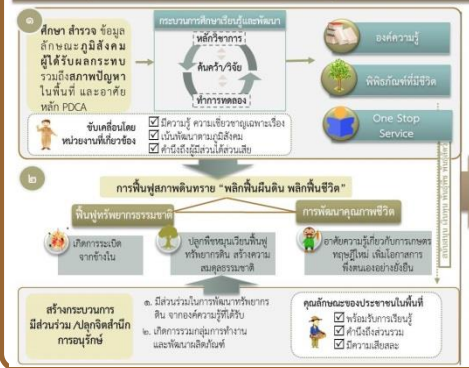 ๑
ศึกษา สำรวจ ข้อมูล
ลักษณะภูมิสังคม
ผู้ได้รับผลกระทบ
รวมถึงสภาพปัญหา
ในพื้นที่ และอาศัย
หลัก PDCA
กระบวนการศึกษาเรียนรู้และพัฒนา
หลักวิชาการ
ค้นคว้า/วิจัย
ทำการทดลอง
องค์ความรู้
พิพิธภัณฑ์ที่มีชีวิต
One Stop
Service
ขับเคลื่อนโดย
หน่วยงานที่เกี่ยวข้อง
มีความรู้ ความเชี่ยวชาญเฉพาะเรื่อง
เน้นพัฒนาตามภูมิสังคม
คำนึงถึงผู้มีส่วนได้ส่วนเสีย
๒
การฟื้นฟูสภาพดินทราย “พลิกฟื้นผืนดิน พลิกฟื้นชีวิต”
ฟื้นฟูทรัพยากรธรรมชาติ
การพัฒนาคุณภาพชีวิต
เกิดการระเบิด
จากข้างใน
ปลูกพืชหมุนเวียนฟื้นฟู
ทรัพยากรดิน สร้างความ
สมดุลธรรมชาติ
อาศัยความรู้เกี่ยวกับการเกษตร
ทฤษฎีใหม่ เพิ่มโอกาสการ
พึ่งตนเองอย่างยั่งยืน
สร้างกระบวนการ
มีส่วนร่วม /ปลูกจิตสำนึก
การอนุรักษ์
๑. มีส่วนร่วมในการพัฒนาทรัพยากร
ดิน จากองค์ความรู้ที่ได้รับ
๒. เกิดการรวมกลุ่มการทำงาน
และพัฒนาผลิตภัณฑ์
คุณลักษณะของประชาชนในพื้นที่
พร้อมรับการเรียนรู้
คำนึงถึงส่วนรวม
มีความเสียสละ